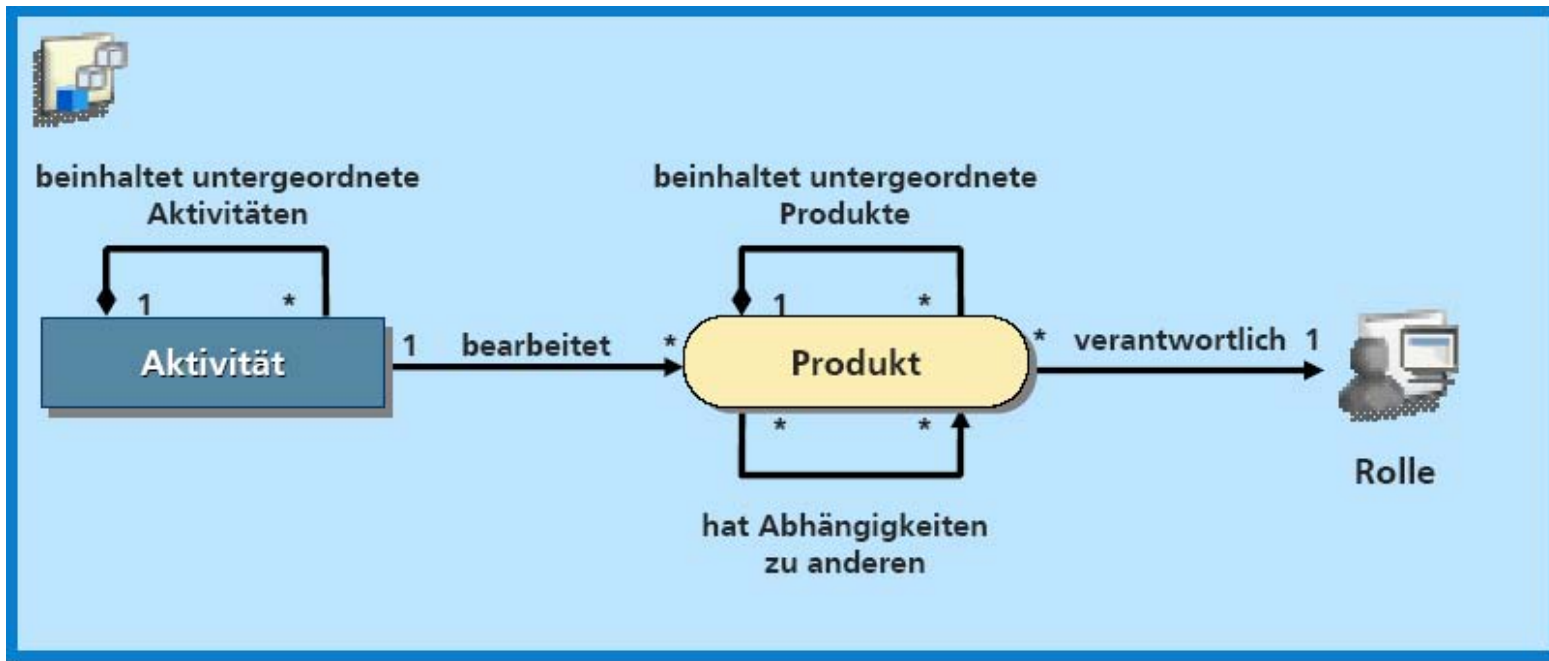 beinhaltet untergeordnete
Aktivitäten
1 *
Aktivität
1 bearbeitet *
beinhaltet untergeordnete
Produkte
1 *
Produkt
* *
hat Abhängigkeiten
zu anderen
* verantwortlich 1
Rolle